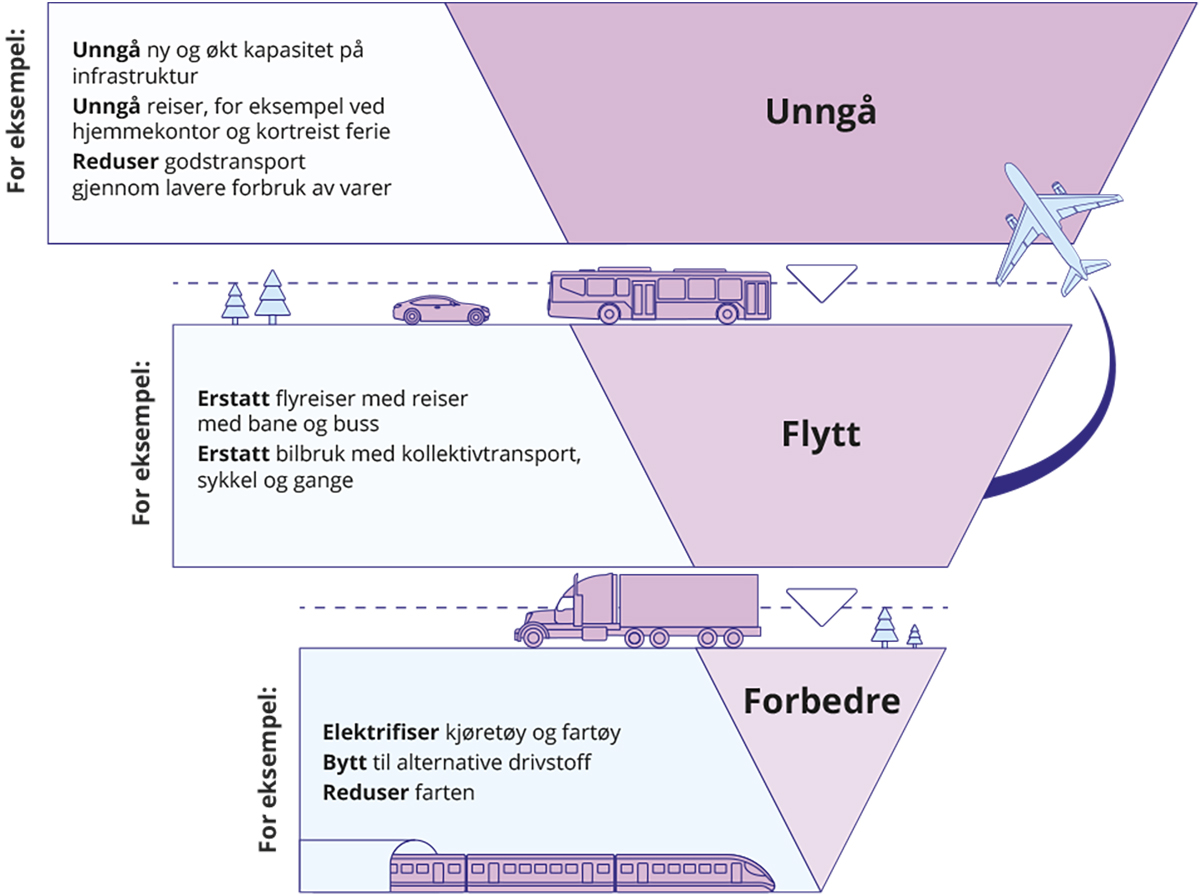 For eksempel:
Unngå ny og økt kapasitet på
infrastruktur
Unngå reiser, for eksempel ved
hjemmekontor og kortreist ferie
Reduser godstransport
gjennom lavere forbruk av varer
Unngå
For eksempel:
Erstatt flyreiser med reiser
med bane og buss
Erstatt bilbruk med kollektivtransport,
sykkel og gange
Flytt
For eksempel:
Elektrifiser kjøretøy og fartøy
Bytt til alternative drivstoff
Reduser farten
Forbedre